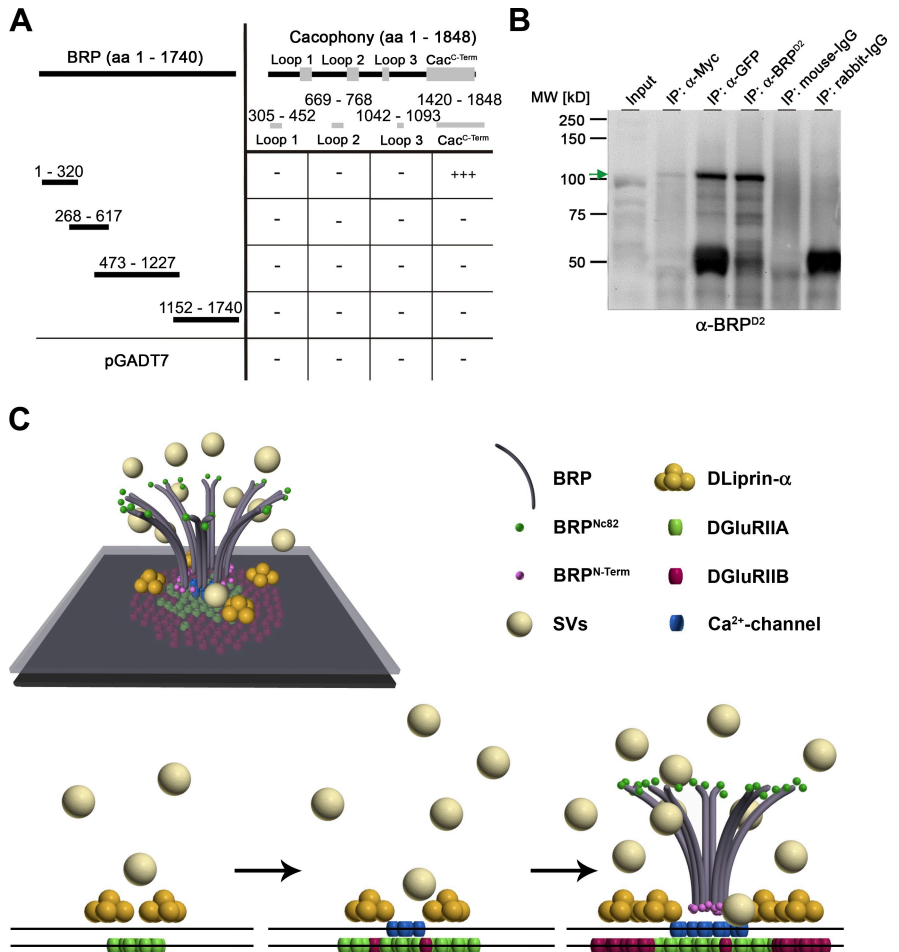 A
BRP (aa 1 - 1740)
Cacophony (aa 1 - 1848)
Loop 1 Loop 2 Loop 3 Cac^C-Term
669 - 768 1420 - 1848
305 - 452 1042 - 1093
Loop 1 Loop 2 Loop 3 Cac^C-Term
1 - 320 - - - +++
268 - 617 - - - -
473 - 1227 - - - -
1152 - 1740 - - - -
pGADT7 - - - -
B
MW [kD] Input IP: α-Myc IP: α-GFP IP: α-BRP^D2 IP: mouse-IgG IP: rabbit-IgG
250
150
100
75
50
α-BRP^D2
C
BRP DLiprin-α
BRP^Nc82 DGluRIIA
BRP^N-Term DGluRIIB
SVs Ca²⁺-channel